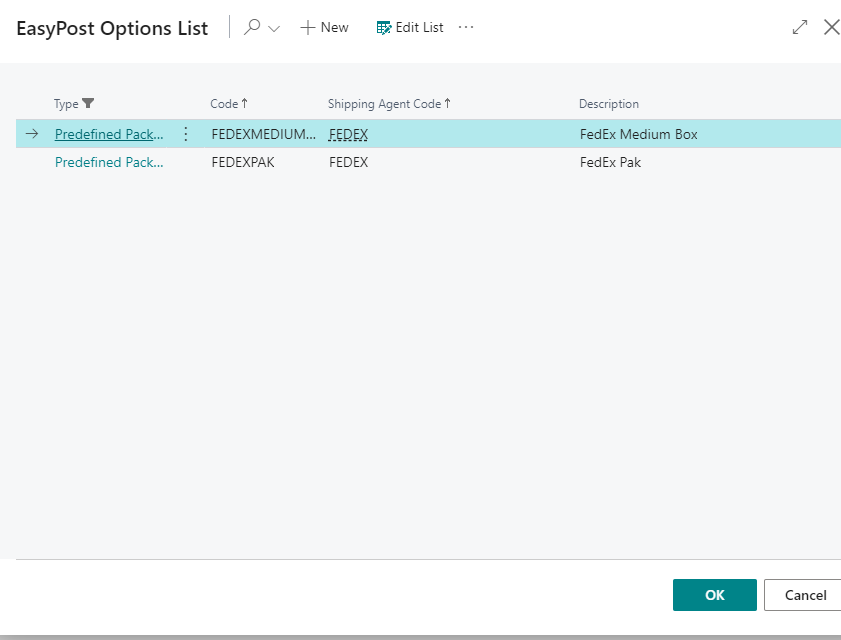 EasyPost Options List
New
Edit List
Type Code↑ Shipping Agent Code↑ Description
→ Predefined Pack... FEDEXMEDIUM... FEDEX FedEx Medium Box
Predefined Pack... FEDEXPAK FEDEX FedEx Pak
OK
Cancel